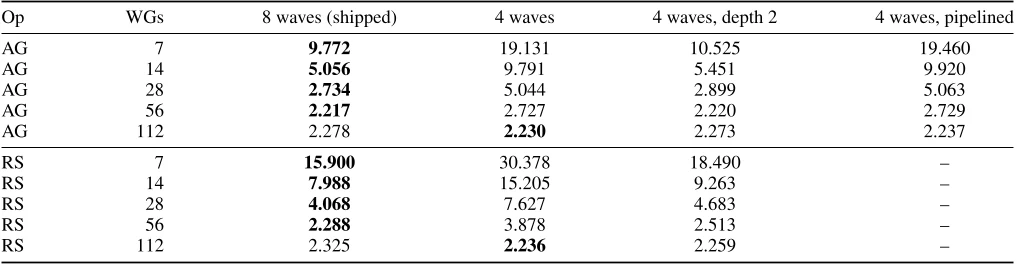 Op WGs 8 waves (shipped) 4 waves 4 waves, depth 2 4 waves, pipelined
AG 7 9.772 19.131 10.525 19.460
AG 14 5.056 9.791 5.451 9.920
AG 28 2.734 5.044 2.899 5.063
AG 56 2.217 2.727 2.220 2.729
AG 112 2.278 2.230 2.273 2.237
RS 7 15.900 30.378 18.490 –
RS 14 7.988 15.205 9.263 –
RS 28 4.068 7.627 4.683 –
RS 56 2.288 3.878 2.513 –
RS 112 2.325 2.236 2.259 –